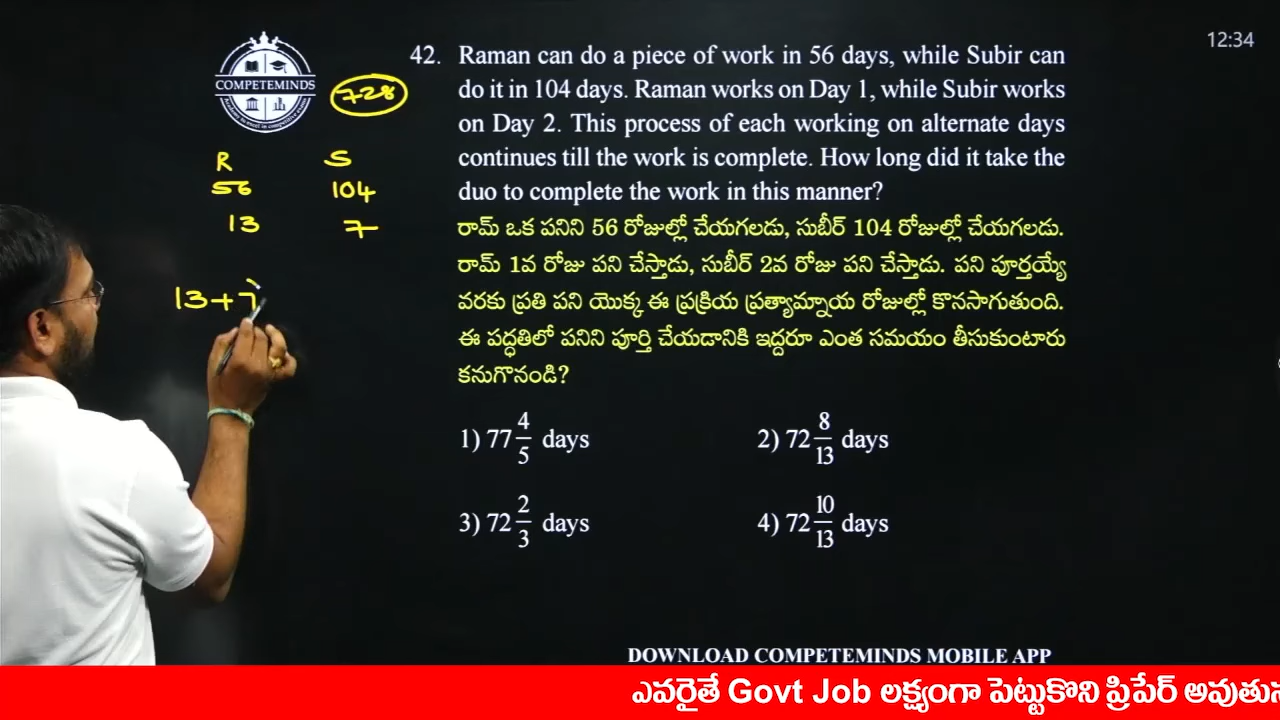 12:34
COMPETEMINDS
728
R S
56 104
13 7
13+7
42. Raman can do a piece of work in 56 days, while Subir can
do it in 104 days. Raman works on Day 1, while Subir works
on Day 2. This process of each working on alternate days
continues till the work is complete. How long did it take the
duo to complete the work in this manner?
రామ్ ఒక పనిని 56 రోజుల్లో చేయగలడు, సుబీర్ 104 రోజుల్లో చేయగలడు.
రామ్ 1వ రోజు పని చేస్తాడు, సుబీర్ 2వ రోజు పని చేస్తాడు. పని పూర్తయ్యే
వరకు ప్రతి పని యొక్క ఈ ప్రక్రియ ప్రత్యామ్నాయ రోజుల్లో కొనసాగుతుంది.
ఈ పద్ధతిలో పనిని పూర్తి చేయడానికి ఇద్దరూ ఎంత సమయం తీసుకుంటారు
కనుగొనండి?
1) 77 4/5 days 2) 72 8/13 days
3) 72 2/3 days 4) 72 10/13 days
DOWNLOAD COMPETEMINDS MOBILE APP
ఎవరైతే Govt Job లక్ష్యంగా పెట్టుకొని ప్రిపేర్